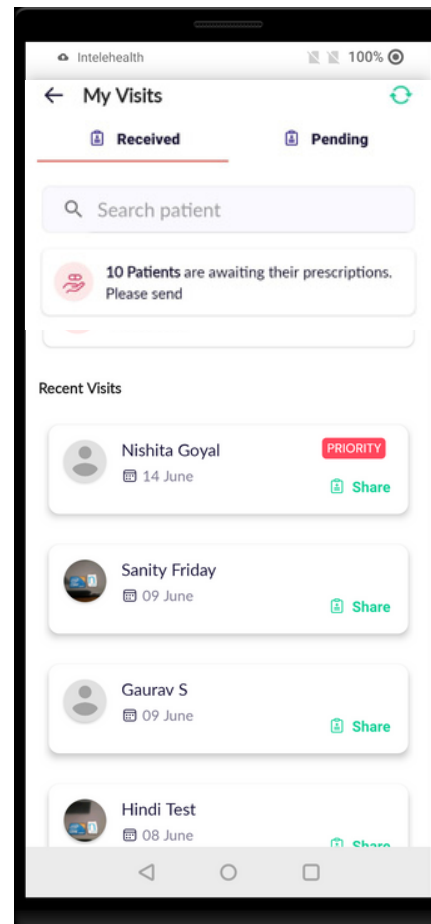 Intelehealth 100%
My Visits
Received Pending
Search patient
10 Patients are awaiting their prescriptions.
Please send
Recent Visits
Nishita Goyal PRIORITY
14 June
Share
Sanity Friday
09 June
Share
Gaurav S
09 June
Share
Hindi Test
08 June
Share